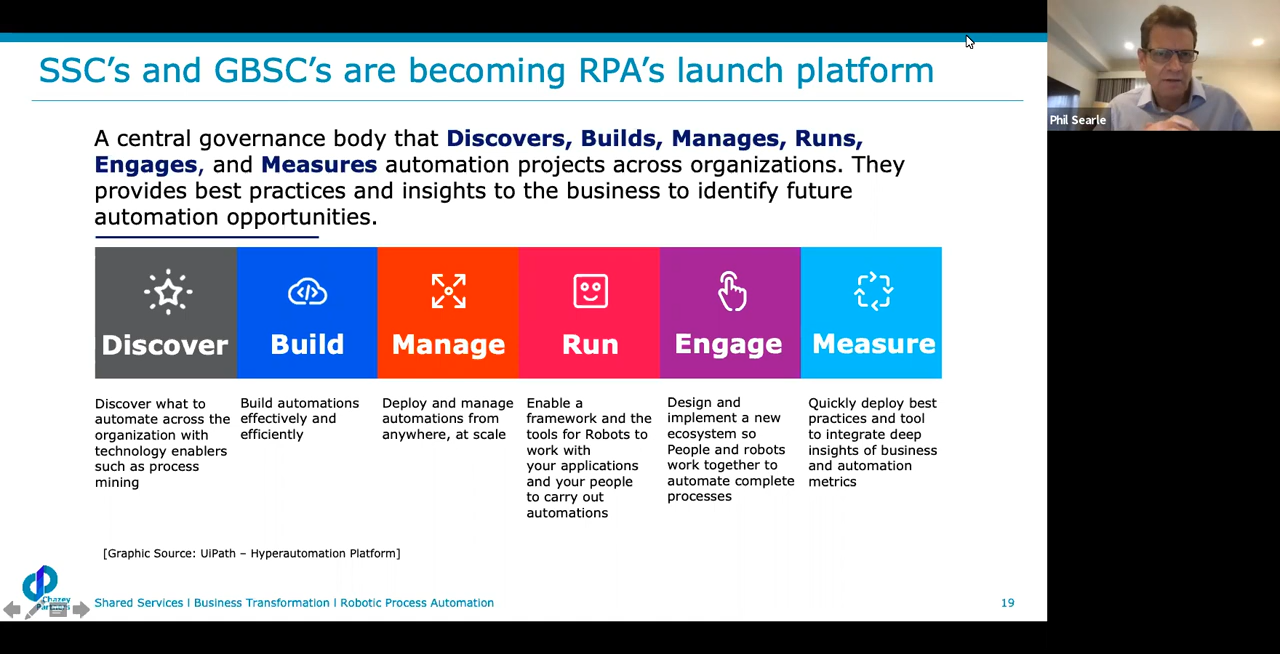 SSC's and GBSC's are becoming RPA's launch platform
Phil Searle
A central governance body that Discovers, Builds, Manages, Runs,
Engages, and Measures automation projects across organizations. They
provides best practices and insights to the business to identify future
automation opportunities.
Discover
Build
Manage
Run
Engage
Measure
Discover what to
automate across the
organization with
technology enablers
such as process
mining
Build automations
effectively and
efficiently
Deploy and manage
automations from
anywhere, at scale
Enable a
framework and the
tools for Robots to
work with
your applications
and your people
to carry out
automations
Design and
implement a new
ecosystem so
People and robots
work together to
automate complete
processes
Quickly deploy best
practices and tool
to integrate deep
insights of business
and automation
metrics
[Graphic Source: UiPath – Hyperautomation Platform]
Chazey
Shared Services l Business Transformation l Robotic Process Automation
19